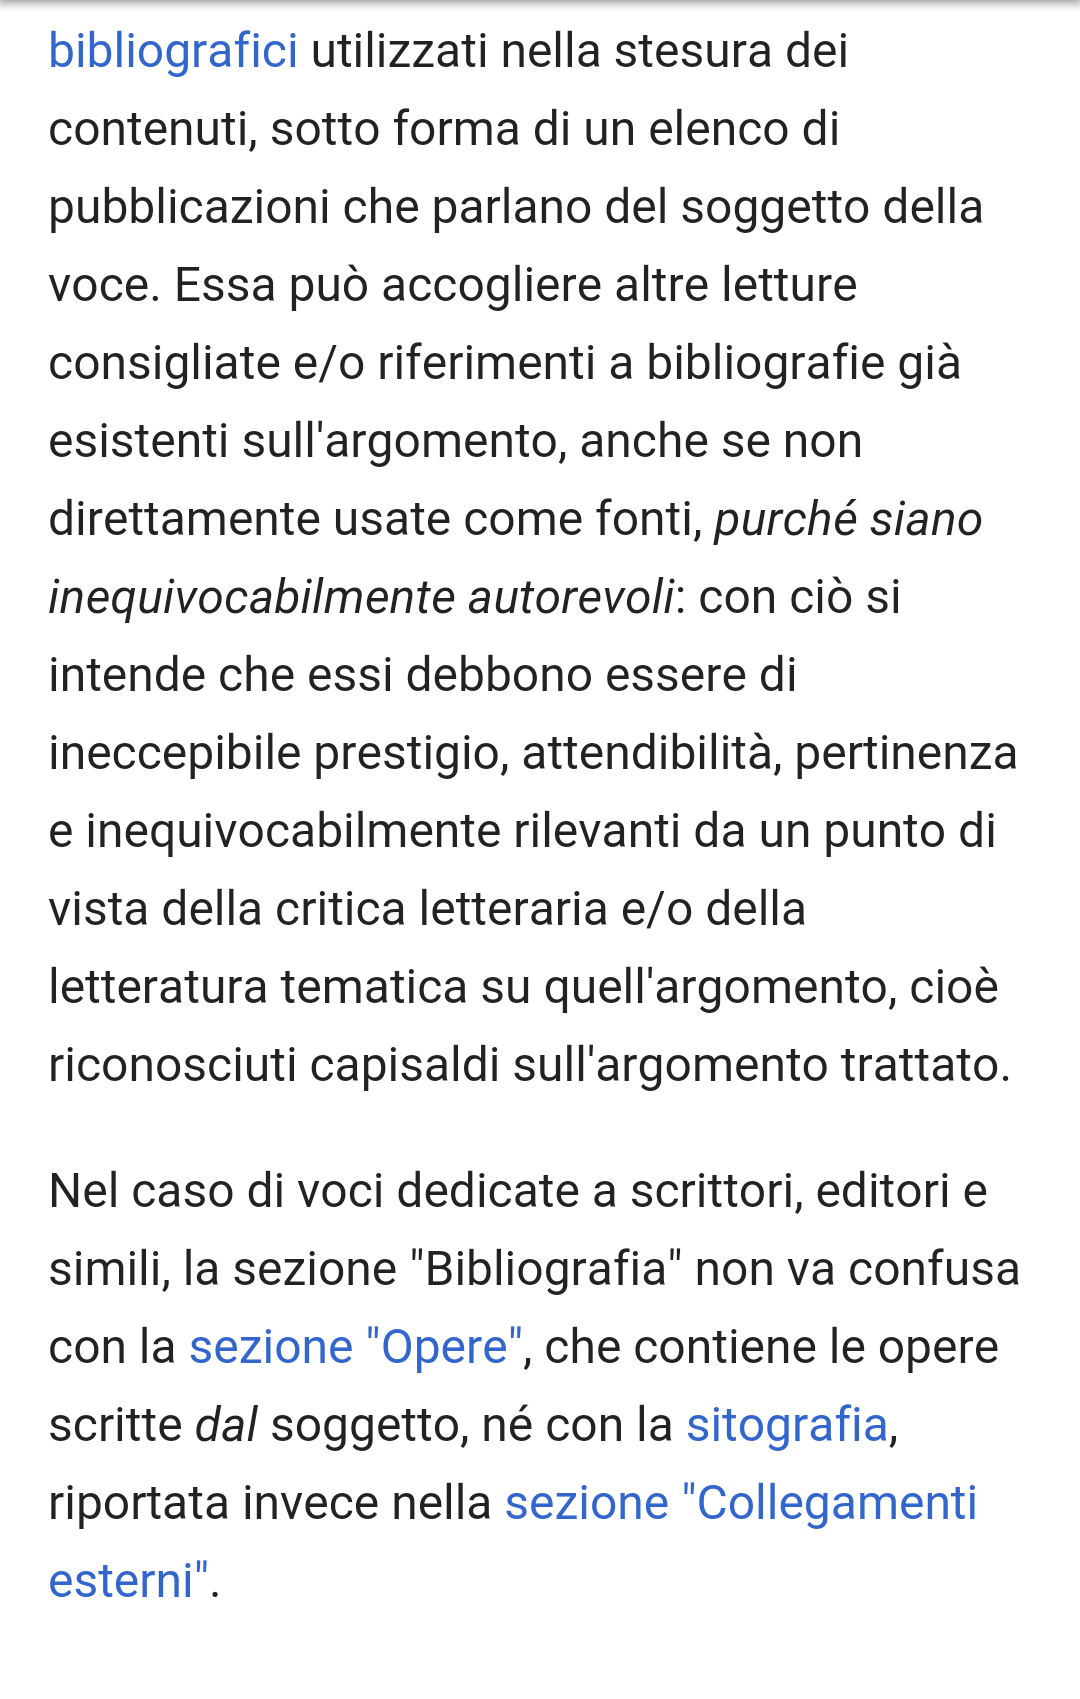 bibliografici utilizzati nella stesura dei
contenuti, sotto forma di un elenco di
pubblicazioni che parlano del soggetto della
voce. Essa può accogliere altre letture
consigliate e/o riferimenti a bibliografie già
esistenti sull'argomento, anche se non
direttamente usate come fonti, purché siano
inequivocabilmente autorevoli: con ciò si
intende che essi debbono essere di
ineccepibile prestigio, attendibilità, pertinenza
e inequivocabilmente rilevanti da un punto di
vista della critica letteraria e/o della
letteratura tematica su quell'argomento, cioè
riconosciuti capisaldi sull'argomento trattato.
Nel caso di voci dedicate a scrittori, editori e
simili, la sezione "Bibliografia" non va confusa
con la sezione "Opere", che contiene le opere
scritte dal soggetto, né con la sitografia,
riportata invece nella sezione "Collegamenti
esterni".